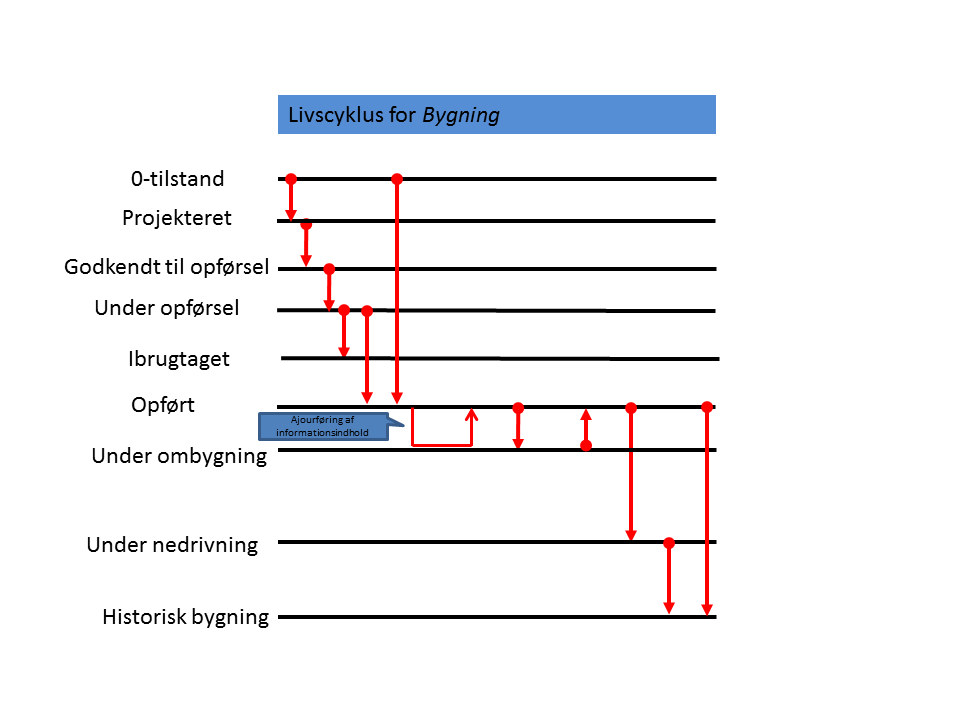 Livscyklus for Bygning
0-tilstand
Projekteret
Godkendt til opførsel
Under opførsel
Ibrugtaget
Opført
Ajourføring af
informationsindhold
Under ombygning
Under nedrivning
Historisk bygning